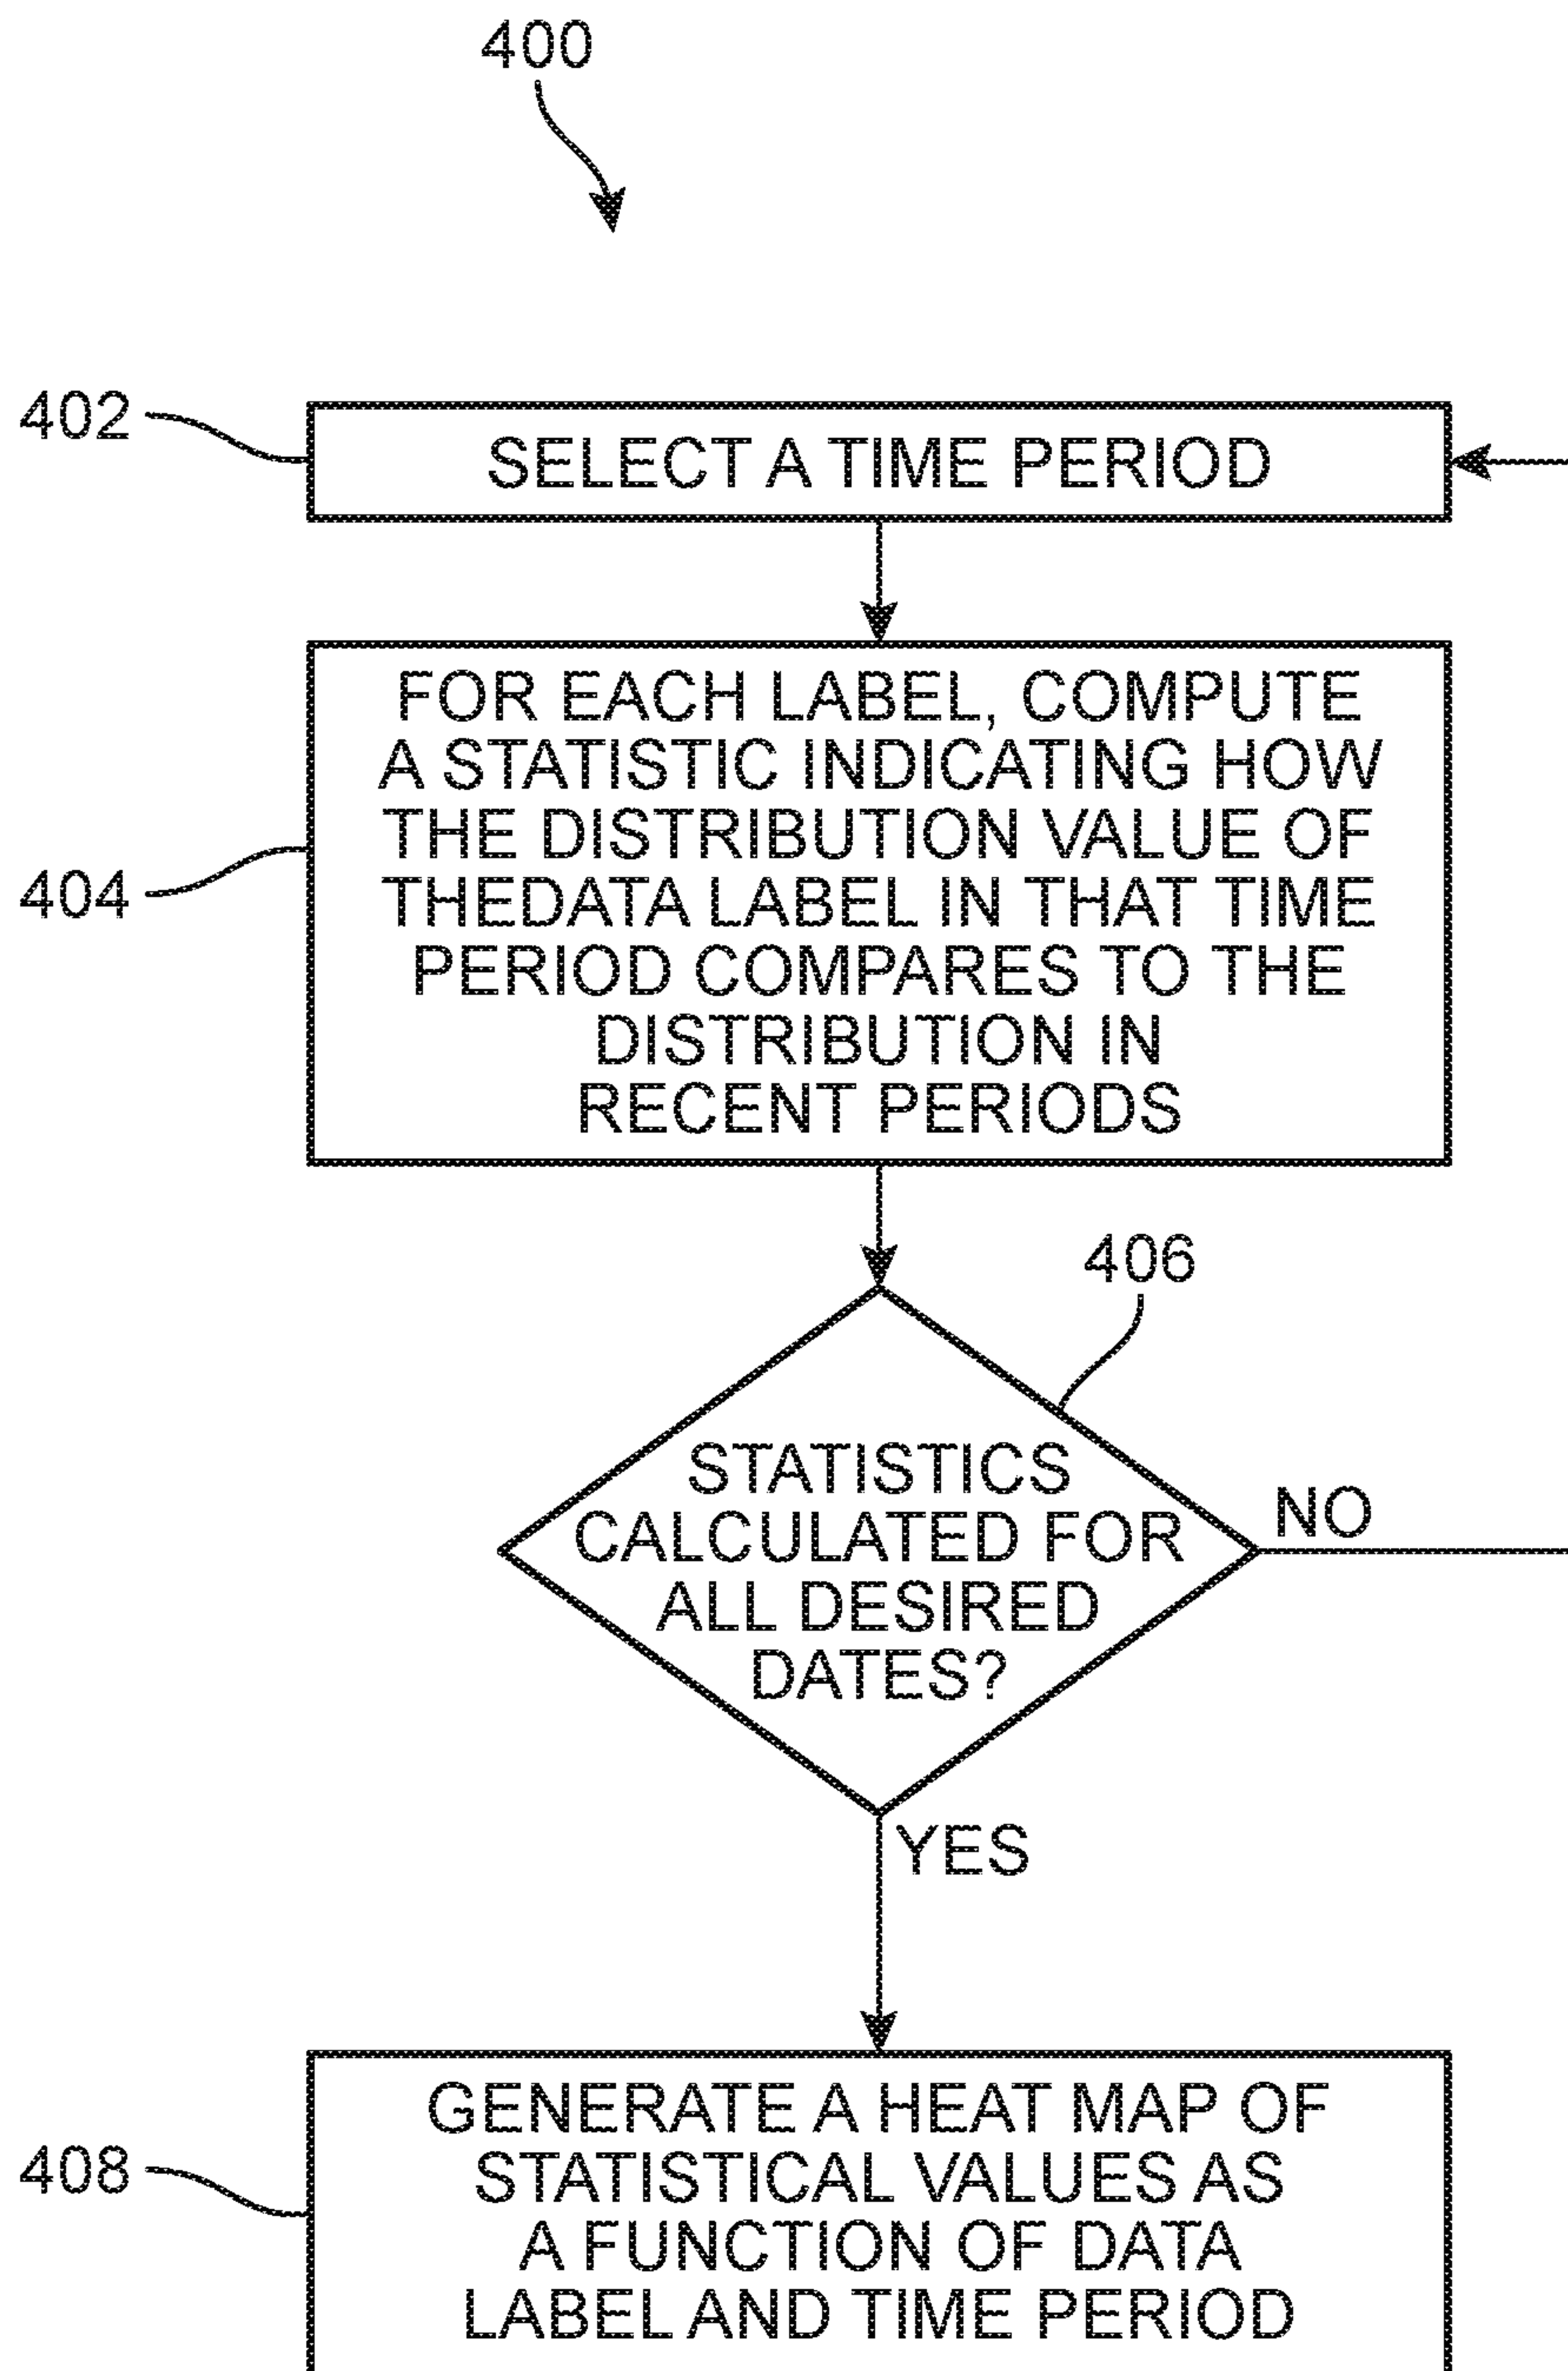 400
402
SELECT A TIME PERIOD
404
FOR EACH LABEL, COMPUTE
A STATISTIC INDICATING HOW
THE DISTRIBUTION VALUE OF
THEDATA LABEL IN THAT TIME
PERIOD COMPARES TO THE
DISTRIBUTION IN
RECENT PERIODS
406
STATISTICS
CALCULATED FOR
ALL DESIRED
DATES?
NO
YES
408
GENERATE A HEAT MAP OF
STATISTICAL VALUES AS
A FUNCTION OF DATA
LABEL AND TIME PERIOD